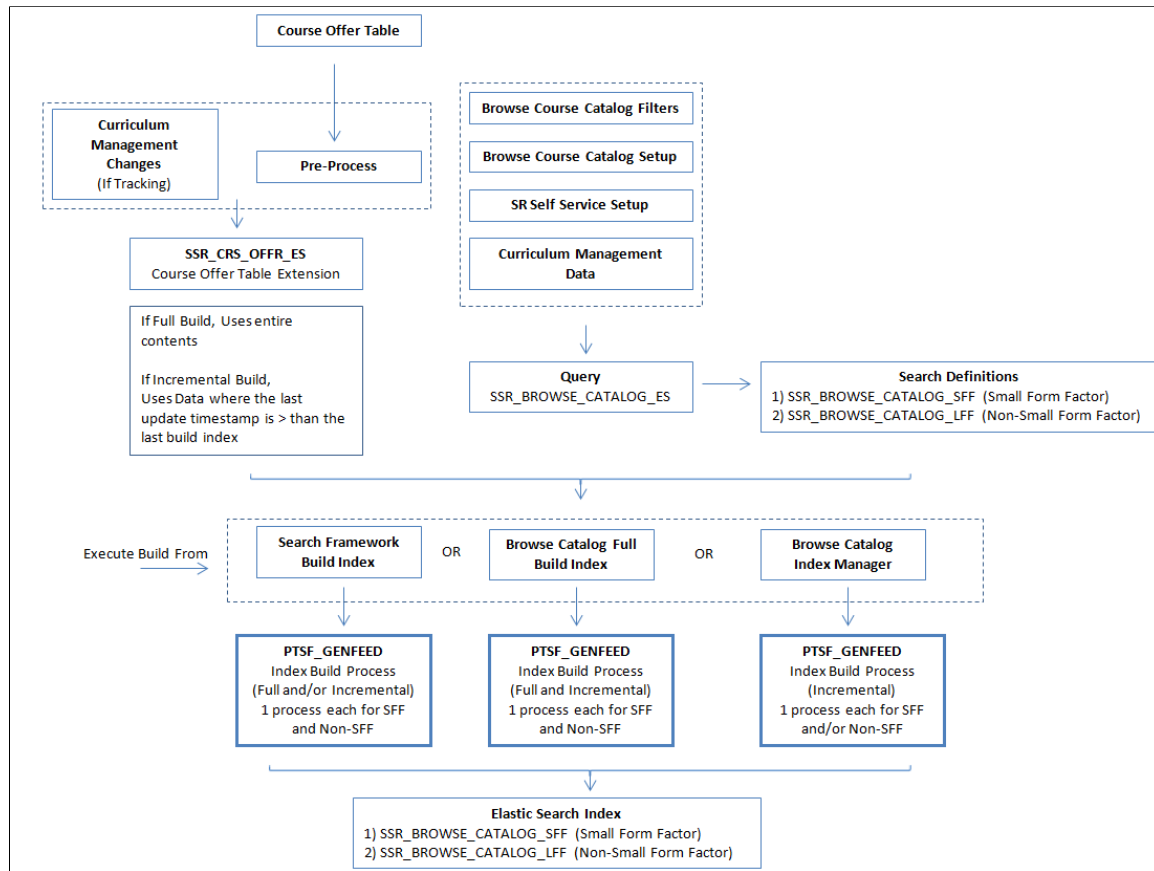 Course Offer Table
Curriculum
Management
Changes
(If Tracking)
Pre-Process
SSR_CRS_OFFR_ES
Course Offer Table Extension
If Full Build, Uses entire
contents
If Incremental Build,
Uses Data where the last
update timestamp is > than the
last build index
Browse Course Catalog Filters
Browse Course Catalog Setup
SR Self Service Setup
Curriculum Management
Data
Query
SSR_BROWSE_CATALOG_ES
Search Definitions
1) SSR_BROWSE_CATALOG_SFF (Small Form Factor)
2) SSR_BROWSE_CATALOG_LFF (Non-Small Form Factor)
Execute Build From
Search Framework
Build Index
OR
Browse Catalog Full
Build Index
OR
Browse Catalog
Index Manager
PTSF_GENFEED
Index Build Process
(Full and/or Incremental)
1 process each for SFF
and Non-SFF
PTSF_GENFEED
Index Build Process
(Full and Incremental)
1 process each for SFF
and Non-SFF
PTSF_GENFEED
Index Build Process
(Incremental)
1 process each for SFF
and/or Non-SFF
Elastic Search Index
1) SSR_BROWSE_CATALOG_SFF (Small Form Factor)
2) SSR_BROWSE_CATALOG_LFF (Non-Small Form Factor)